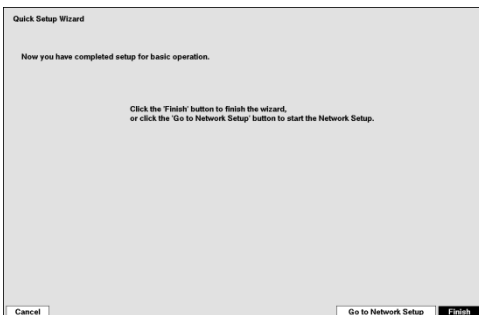 Quick Setup Wizard
Now you have completed setup for basic operation.
Click the 'Finish' button to finish the wizard,
or click the 'Go to Network Setup' button to start the Network Setup.
Cancel
Go to Network Setup
Finish